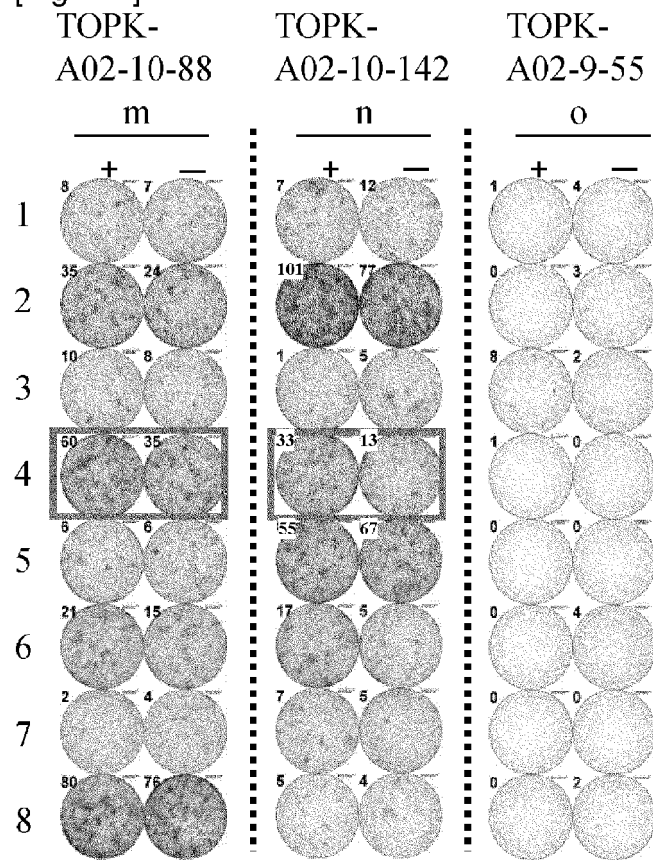 TOPK- TOPK- TOPK-
A02-10-88 A02-10-142 A02-9-55
m n o
+ — + — + —
1 8 7 7 12 1 4
2 35 24 101 77 0 3
3 10 8 1 5 8 2
4 60 35 33 13 1 0
5 6 6 55 67 0 0
6 21 15 17 5 0 4
7 2 4 7 5 0 0
8 80 76 5 4 0 2